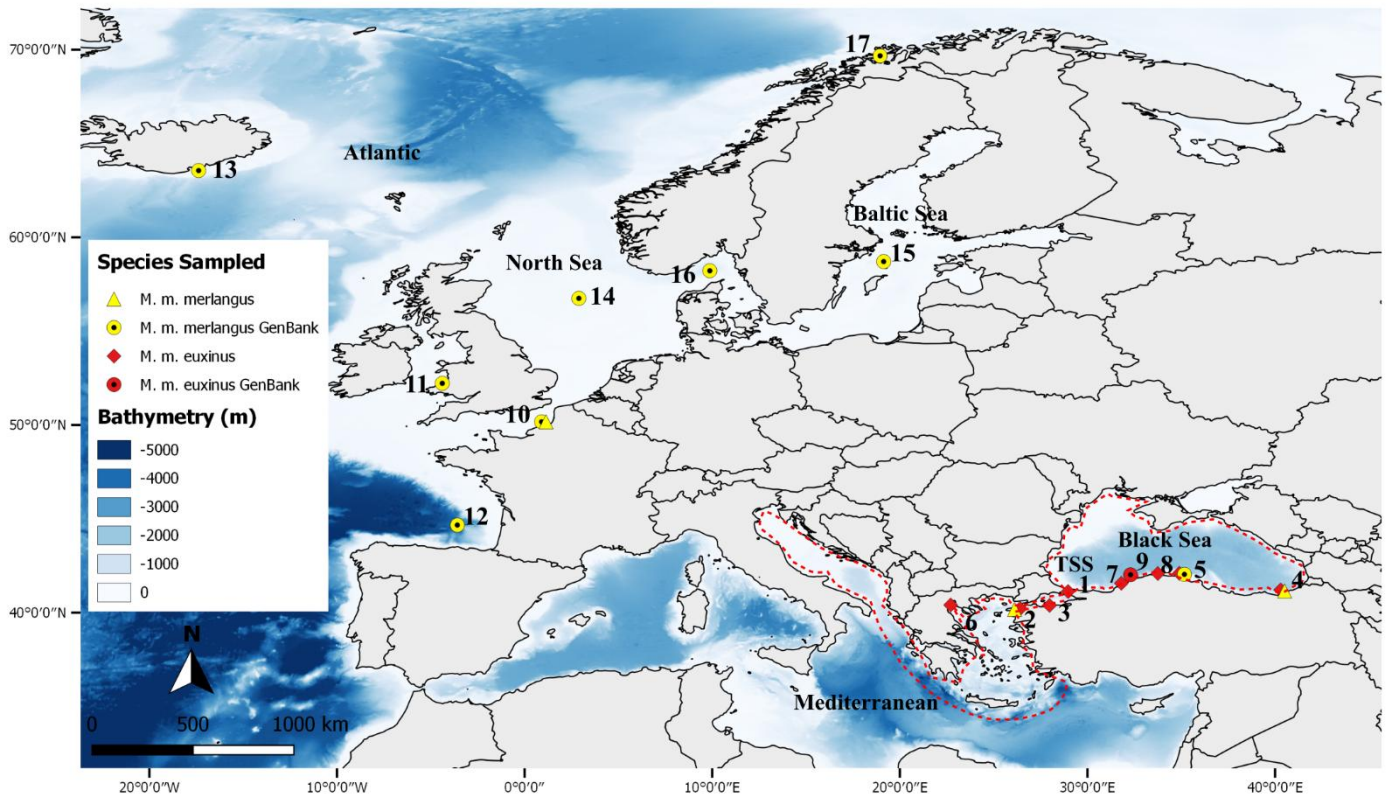 70°0'0"N
60°0'0"N
50°0'0"N
40°0'0"N
17
13
Atlantic
Baltic Sea
15
North Sea
16
14
11
10
12
Black Sea
TSS
9
8
7
5
1
4
2
3
6
Mediterranean
Species Sampled
M. m. merlangus
M. m. merlangus GenBank
M. m. euxinus
M. m. euxinus GenBank
Bathymetry (m)
-5000
-4000
-3000
-2000
-1000
0
N
0 500 1000 km
20°0'0"W
10°0'0"W
0°0'0"E
10°0'0"E
20°0'0"E
30°0'0"E
40°0'0"E